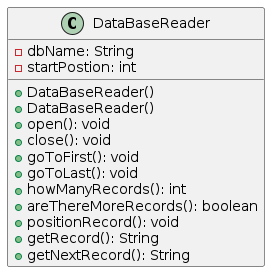 C DataBaseReader
dbName: String
startPostion: int
DataBaseReader()
DataBaseReader()
open(): void
close(): void
goToFirst(): void
goToLast(): void
howManyRecords(): int
areThereMoreRecords(): boolean
positionRecord(): void
getRecord(): String
getNextRecord(): String